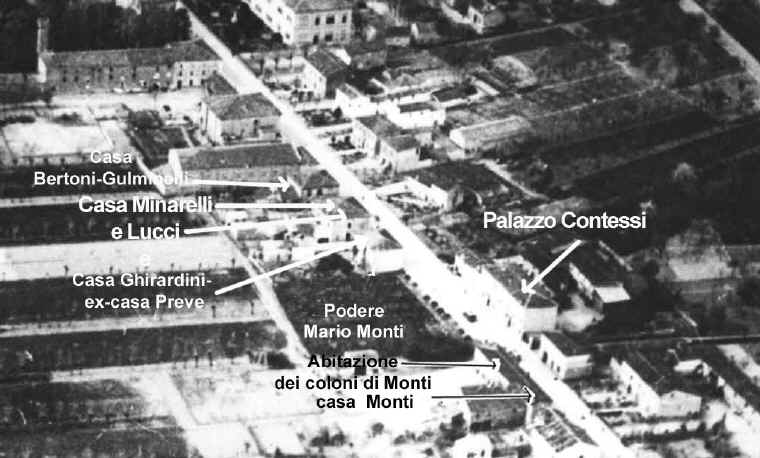 Casa
Bertoni-Gulminelli
Casa Minarelli
e Lucci
e
Casa Ghirardini-
ex-casa Preve
Palazzo Contessi
Podere
Mario Monti
Abitazione
dei coloni di Monti
casa Monti